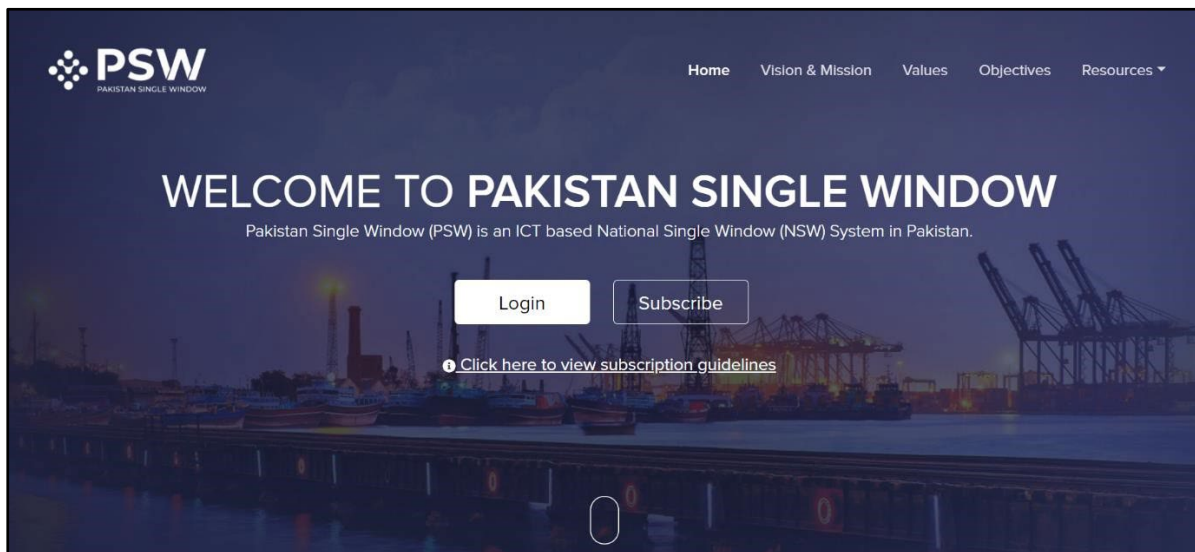 PSW
PAKISTAN SINGLE WINDOW
Home Vision & Mission Values Objectives Resources
WELCOME TO PAKISTAN SINGLE WINDOW
Pakistan Single Window (PSW) is an ICT based National Single Window (NSW) System in Pakistan.
Login Subscribe
Click here to view subscription guidelines